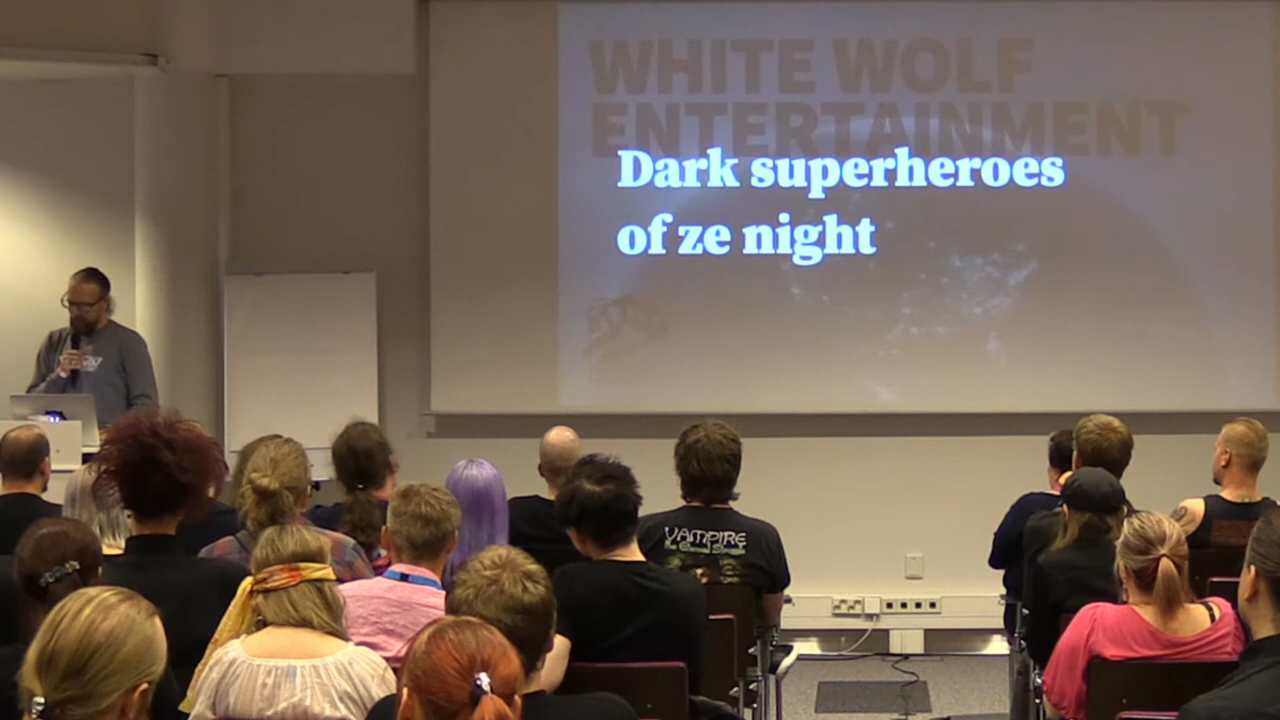 WHITE WOLF
ENTERTAINMENT
Dark superheroes
of ze night
VAMPIRE